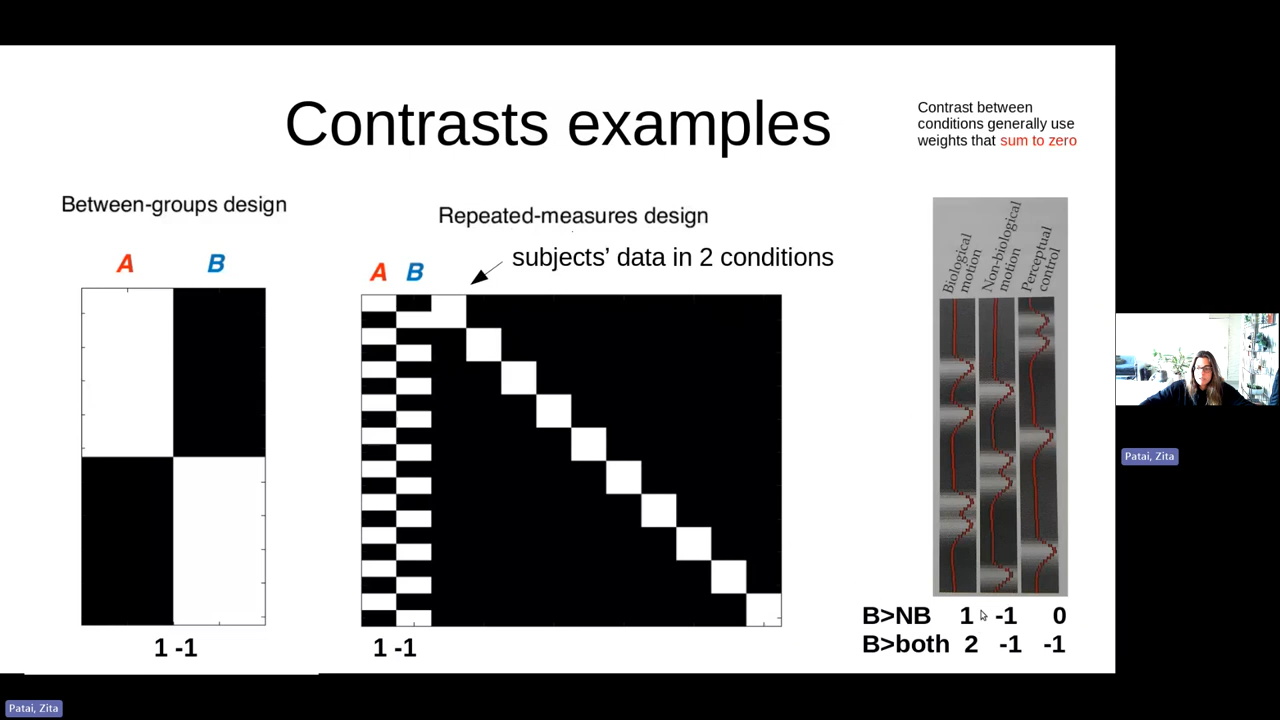 Contrasts examples
Contrast between
conditions generally use
weights that sum to zero
Between-groups design
A B
1 -1
Repeated-measures design
subjects’ data in 2 conditions
A B
1 -1
Biological
motion
Non-biological
motion
Perceptual
control
B>NB 1 -1 0
B>both 2 -1 -1
Patai, Zita
Patai, Zita